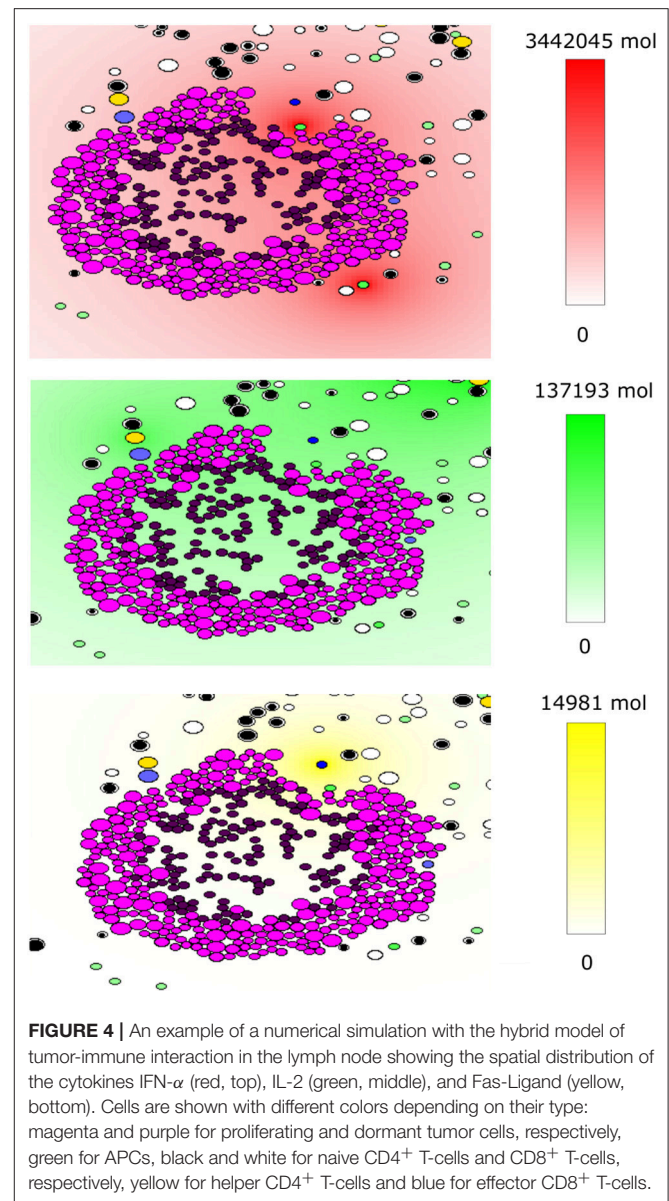 3442045 mol
0
137193 mol
0
14981 mol
0
FIGURE 4 | An example of a numerical simulation with the hybrid model of
tumor-immune interaction in the lymph node showing the spatial distribution of
the cytokines IFN-α (red, top), IL-2 (green, middle), and Fas-Ligand (yellow,
bottom). Cells are shown with different colors depending on their type:
magenta and purple for proliferating and dormant tumor cells, respectively,
green for APCs, black and white for naive CD4⁺ T-cells and CD8⁺ T-cells,
respectively, yellow for helper CD4⁺ T-cells and blue for effector CD8⁺ T-cells.